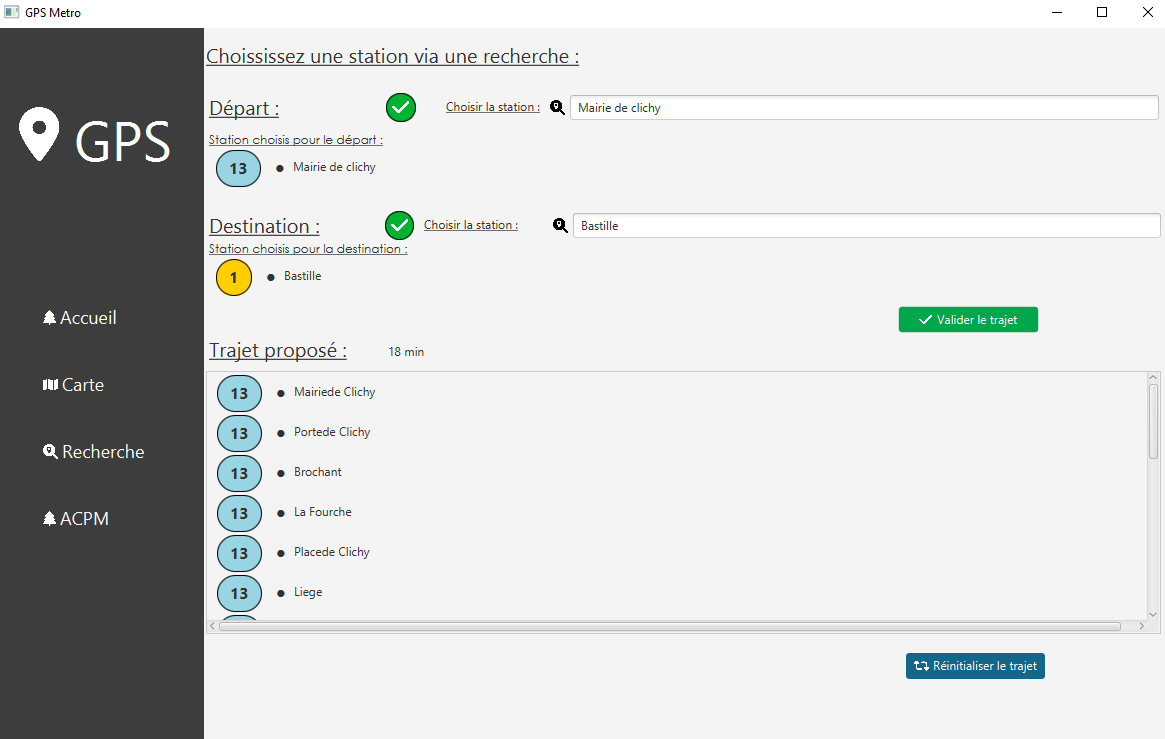 GPS Metro
GPS
Accueil
Carte
Recherche
ACPM
Choississez une station via une recherche :
Départ :
Choisir la station :
Mairie de clichy
Station choisis pour le départ :
13
Mairie de clichy
Destination :
Choisir la station :
Bastille
Station choisis pour la destination :
1
Bastille
Valider le trajet
Trajet proposé :
18 min
13
Mairiede Clichy
13
Portede Clichy
13
Brochant
13
La Fourche
13
Placede Clichy
13
Liege
Réinitialiser le trajet